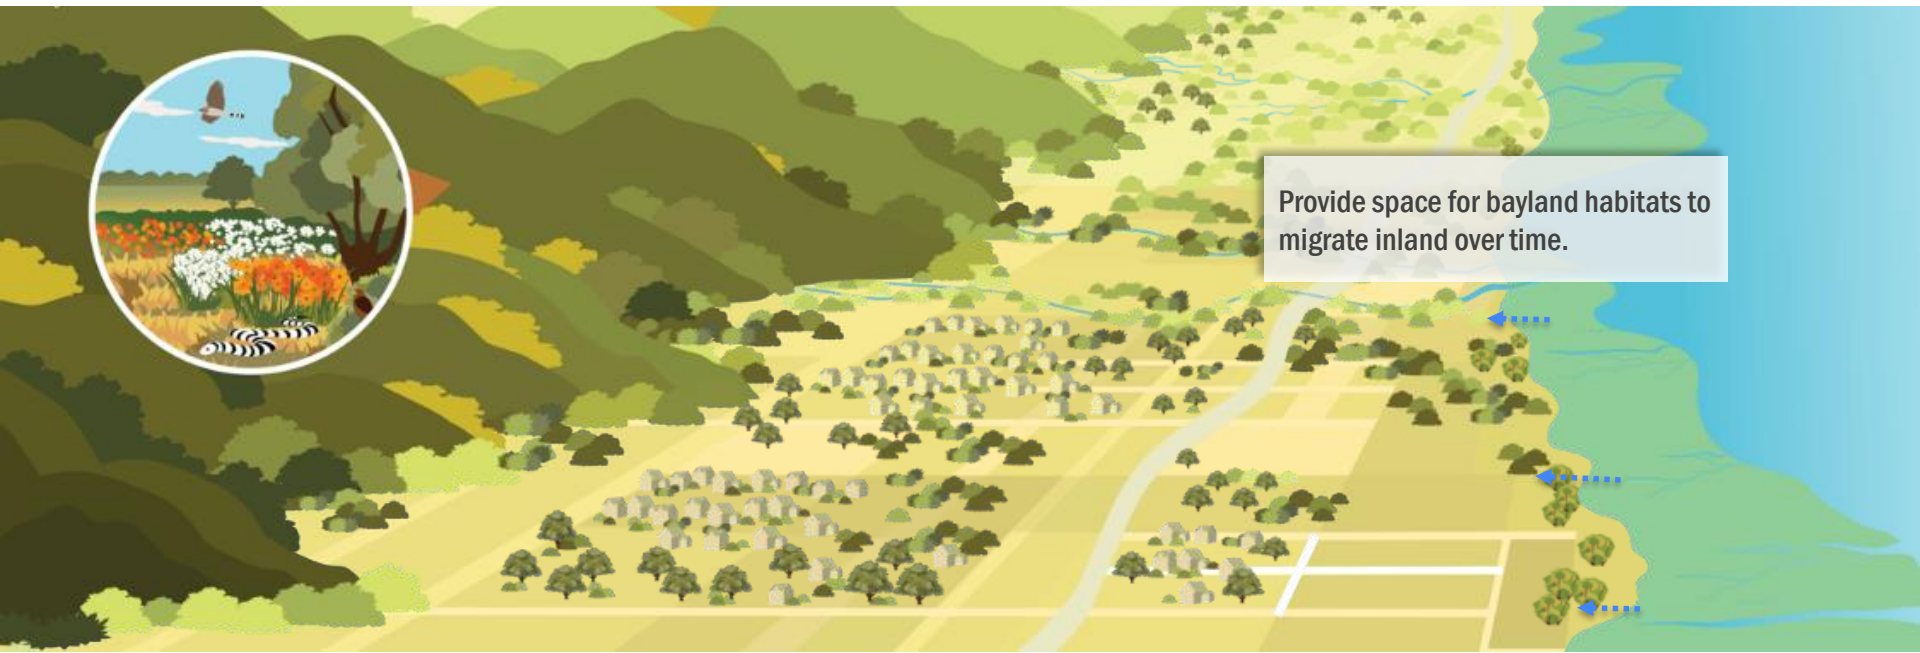 Provide space for bayland habitats to
migrate inland over time.